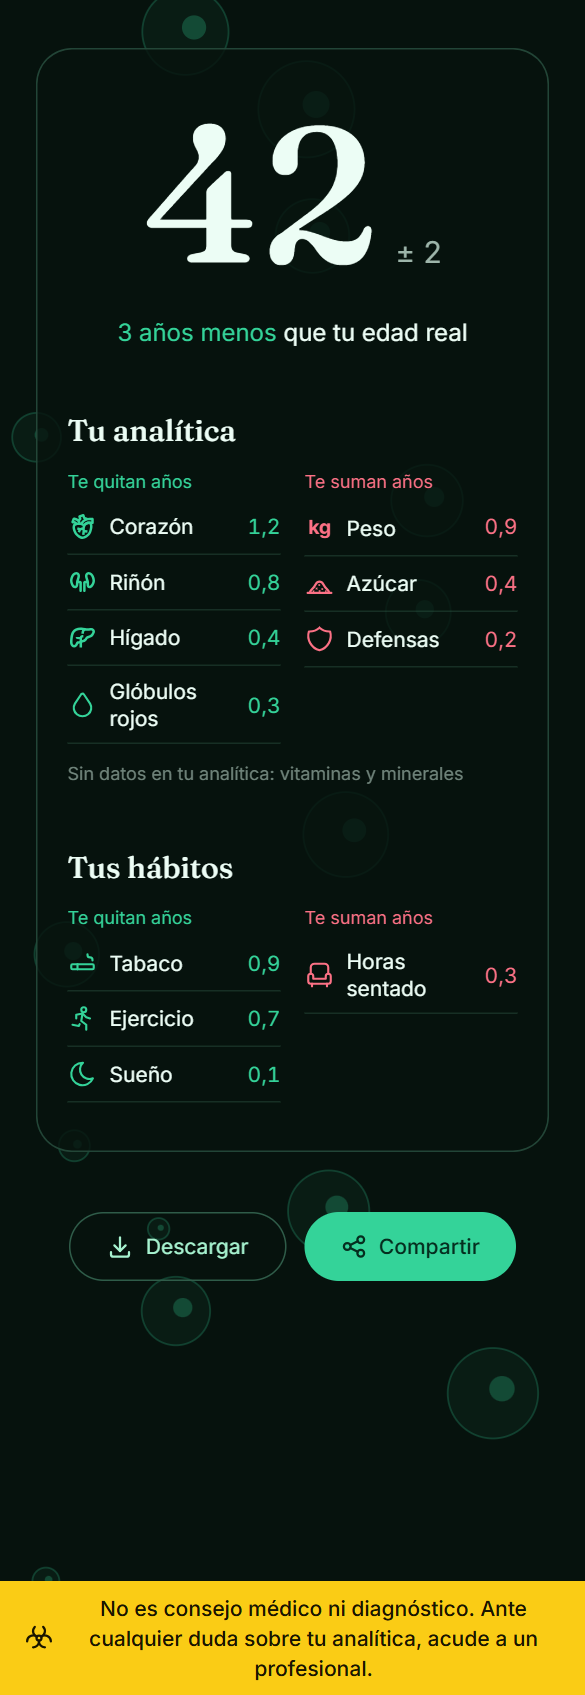 42 ± 2
3 años menos que tu edad real
Tu analítica
Te quitan años
Corazón 1,2
Riñón 0,8
Hígado 0,4
Glóbulos
rojos 0,3
Te suman años
kg Peso 0,9
Azúcar 0,4
Defensas 0,2
Sin datos en tu analítica: vitaminas y minerales
Tus hábitos
Te quitan años
Tabaco 0,9
Ejercicio 0,7
Sueño 0,1
Te suman años
Horas
sentado 0,3
Descargar
Compartir
No es consejo médico ni diagnóstico. Ante
cualquier duda sobre tu analítica, acude a un
profesional.